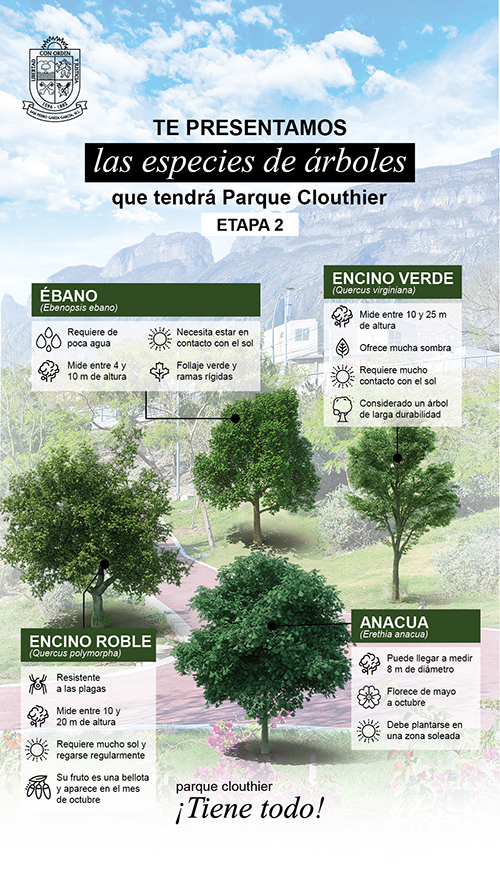 CON ORDEN
LIBERTAD
Y JUSTICIA
1596 - 1882
SAN PEDRO GARZA GARCÍA, N.L.
TE PRESENTAMOS
las especies de árboles
que tendrá Parque Clouthier
ETAPA 2
ÉBANO
(Ebenopsis ebano)
Requiere de
poca agua
Necesita estar en
contacto con el sol
Mide entre 4 y
10 m de altura
Follaje verde y
ramas rígidas
ENCINO VERDE
(Quercus virginiana)
Mide entre 10 y 25 m
de altura
Ofrece mucha sombra
Requiere mucho
contacto con el sol
Considerado un árbol
de larga durabilidad
ENCINO ROBLE
(Quercus polymorpha)
Resistente
a las plagas
Mide entre 10 y
20 m de altura
Requiere mucho sol y
regarse regularmente
Su fruto es una bellota
y aparece en el mes
de octubre
ANACUA
(Erethia anacua)
Puede llegar a medir
8 m de diámetro
Florece de mayo
a octubre
Debe plantarse en
una zona soleada
parque clouthier
¡Tiene todo!